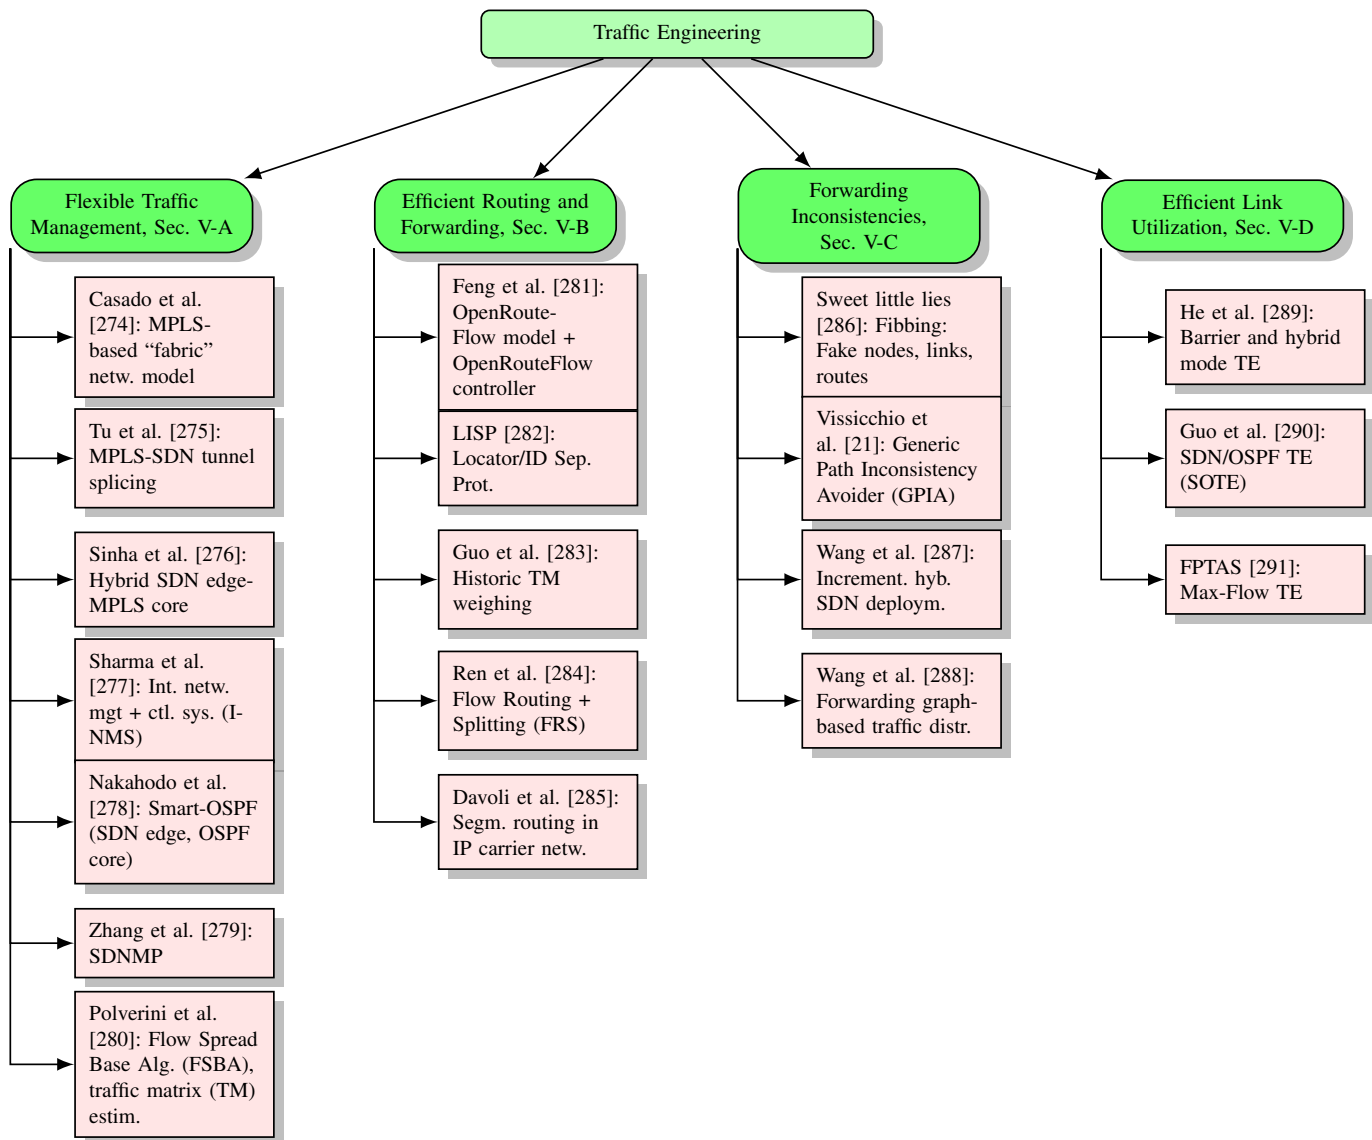 Traffic Engineering
Flexible Traffic
Management, Sec. V-A
Casado et al.
[274]: MPLS-
based “fabric”
netw. model
Tu et al. [275]:
MPLS-SDN tunnel
splicing
Sinha et al. [276]:
Hybrid SDN edge-
MPLS core
Sharma et al.
[277]: Int. netw.
mgt + ctl. sys. (I-
NMS)
Nakahodo et al.
[278]: Smart-OSPF
(SDN edge, OSPF
core)
Zhang et al. [279]:
SDNMP
Polverini et al.
[280]: Flow Spread
Base Alg. (FSBA),
traffic matrix (TM)
estim.
Efficient Routing and
Forwarding, Sec. V-B
Feng et al. [281]:
OpenRoute-
Flow model +
OpenRouteFlow
controller
LISP [282]:
Locator/ID Sep.
Prot.
Guo et al. [283]:
Historic TM
weighing
Ren et al. [284]:
Flow Routing +
Splitting (FRS)
Davoli et al. [285]:
Segm. routing in
IP carrier netw.
Forwarding
Inconsistencies,
Sec. V-C
Sweet little lies
[286]: Fibbing:
Fake nodes, links,
routes
Vissicchio et
al. [21]: Generic
Path Inconsistency
Avoider (GPIA)
Wang et al. [287]:
Increment. hyb.
SDN deploym.
Wang et al. [288]:
Forwarding graph-
based traffic distr.
Efficient Link
Utilization, Sec. V-D
He et al. [289]:
Barrier and hybrid
mode TE
Guo et al. [290]:
SDN/OSPF TE
(SOTE)
FPTAS [291]:
Max-Flow TE